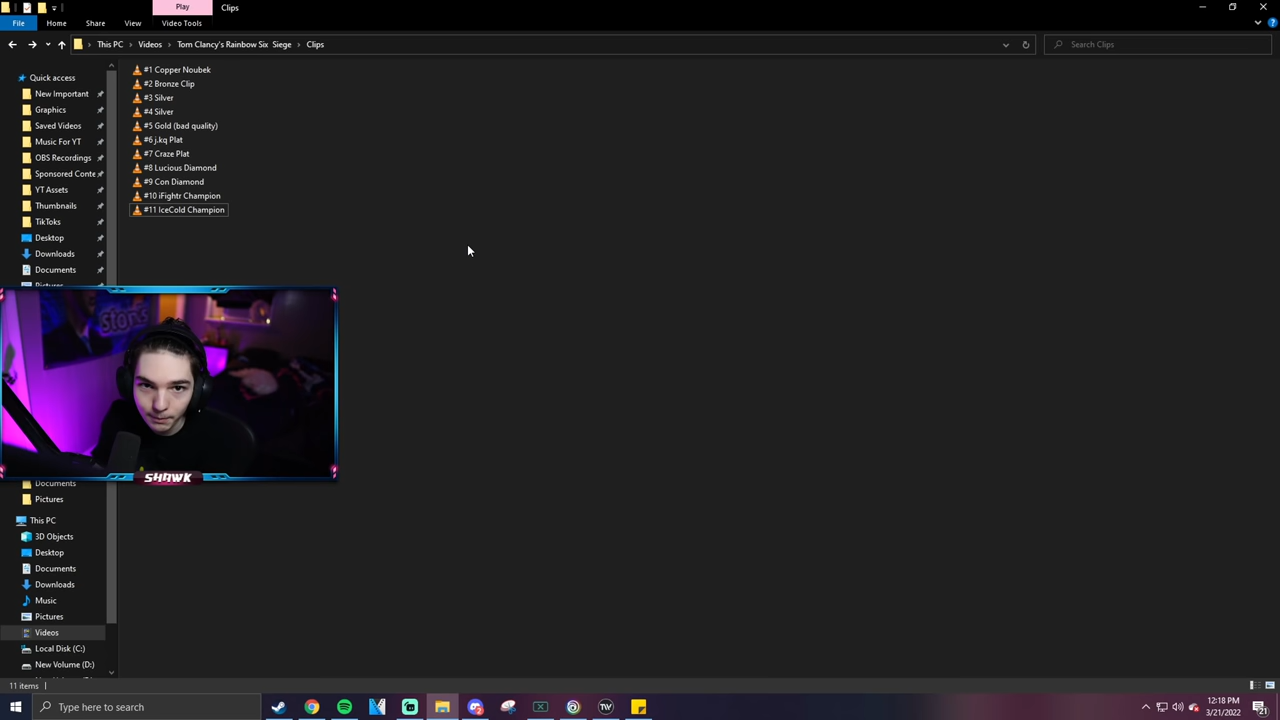 Play
Clips
File
Home
Share
View
Video Tools
This PC
Videos
Tom Clancy's Rainbow Six Siege
Clips
Search Clips
Quick access
New Important
Graphics
Saved Videos
Music For YT
OBS Recordings
Sponsored Conte
YT Assets
Thumbnails
TikToks
Desktop
Downloads
Documents
Pictures
#1 Copper Noubek
#2 Bronze Clip
#3 Silver
#4 Silver
#5 Gold (bad quality)
#6 j.kq Plat
#7 Craze Plat
#8 Lucious Diamond
#9 Con Diamond
#10 iFightr Champion
#11 IceCold Champion
SHAWK
Documents
Pictures
This PC
3D Objects
Desktop
Documents
Downloads
Music
Pictures
Videos
Local Disk (C:)
New Volume (D:)
11 items
Type here to search
12:18 PM
3/21/2022
21